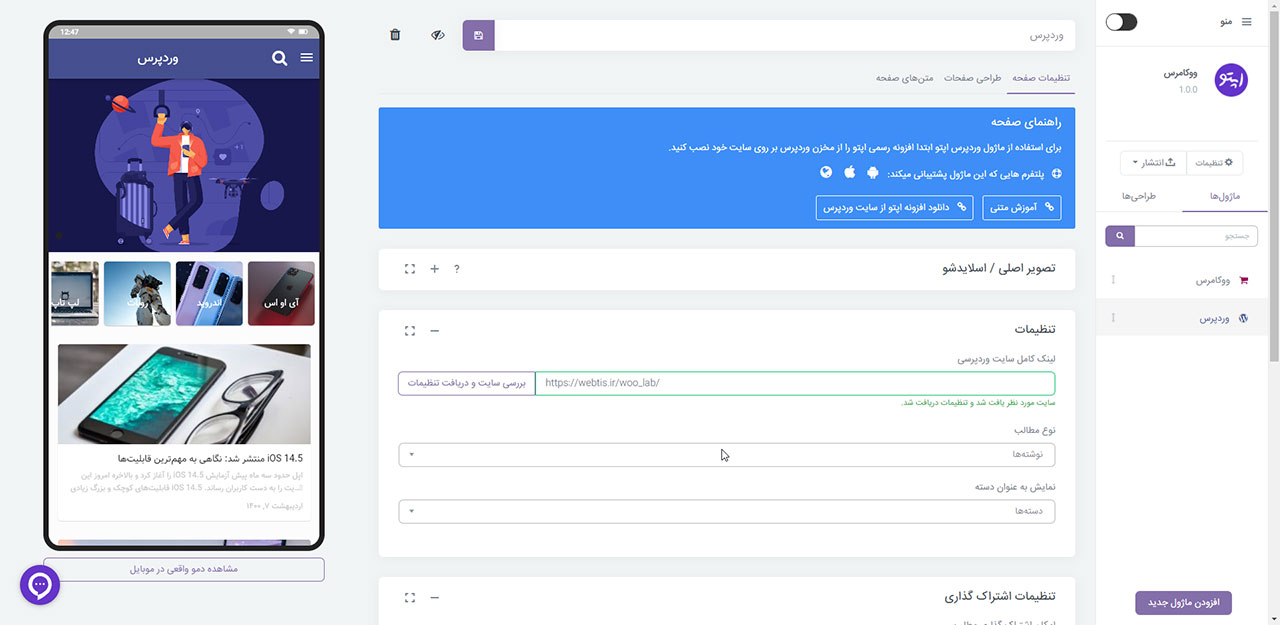 منو
ووکامرس
1.0.0
تنظیمات
انتشار
ماژول‌ها
طراحی‌ها
جستجو
ووکامرس
وردپرس
افزودن ماژول جدید
وردپرس
تنظیمات صفحه
طراحی صفحات
متن‌های صفحه
راهنمای صفحه
برای استفاده از ماژول وردپرس اپتو ابتدا افزونه رسمی اپتو را از مخزن وردپرس بر روی سایت خود نصب کنید.
پلتفرم هایی که این ماژول پشتیبانی میکند:
آموزش متنی
دانلود افزونه اپتو از سایت وردپرس
تصویر اصلی / اسلایدشو
?
تنظیمات
لینک کامل سایت وردپرسی
https://webtis.ir/woo_lab/
بررسی سایت و دریافت تنظیمات
سایت مورد نظر یافت شد و تنظیمات دریافت شد.
نوع مطالب
نوشته‌ها
نمایش به عنوان دسته
دسته‌ها
تنظیمات اشتراک گذاری
12:47
وردپرس
آی او اس
اندروید
روبات
لپ تاپ
iOS 14.5 منتشر شد: نگاهی به مهم‌ترین قابلیت‌ها
اپل حدود سه ماه پیش آزمایش iOS 14.5 را آغاز کرد و بالاخره امروز این
را به دست کاربران رساند. iOS 14.5 قابلیت‌های کوچک و بزرگ زیادی
اردیبهشت ۷, ۱۴۰۰
مشاهده دمو واقعی در موبایل